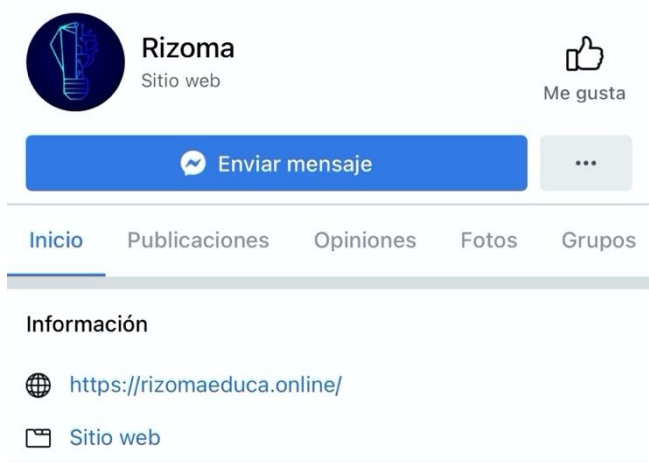 Rizoma
Sitio web
Me gusta
Enviar mensaje
Inicio Publicaciones Opiniones Fotos Grupos
Información
https://rizomaeduca.online/
Sitio web